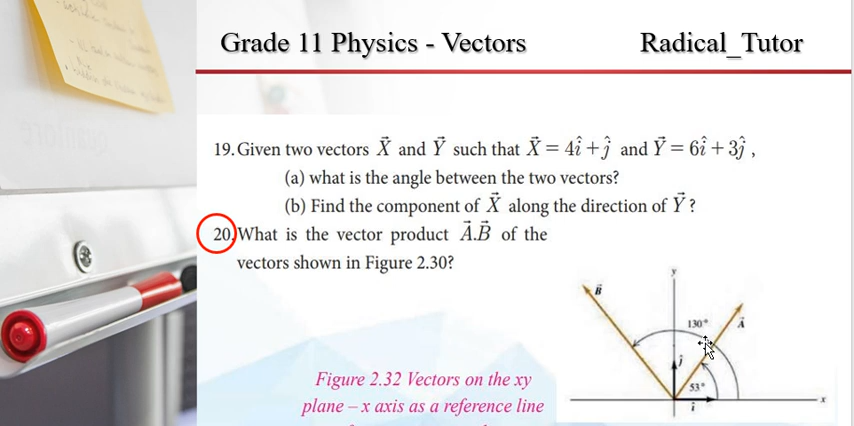 Grade 11 Physics - Vectors Radical_Tutor
19. Given two vectors X⃗ and Y⃗ such that X⃗ = 4î + ĵ and Y⃗ = 6î + 3ĵ ,
(a) what is the angle between the two vectors?
(b) Find the component of X⃗ along the direction of Y⃗ ?
20. What is the vector product A⃗.B⃗ of the
vectors shown in Figure 2.30?
y
B⃗
130°
A⃗
ĵ
53°
î
x
Figure 2.32 Vectors on the xy
plane – x axis as a reference line